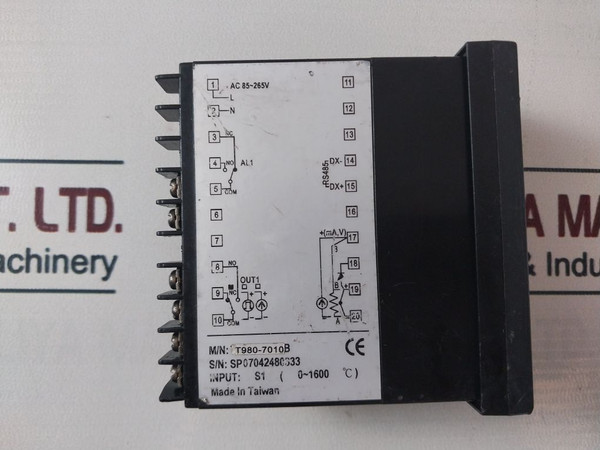 1 AC 85~265V
L
2 N
3 NC
4 NO AL1
5 COM
6
7
8 NO
9 NC OUT1
10 COM
11
12
13
14 DX-
15 DX+
RS485
16
17 +(mA,V)
18
19 B
20 A
M/N: T980-7010B
S/N: SP07042480333
INPUT: S1 ( 0~1600 ℃)
Made In Taiwan
CE
T. LTD.
achinery
A MA
& Indu